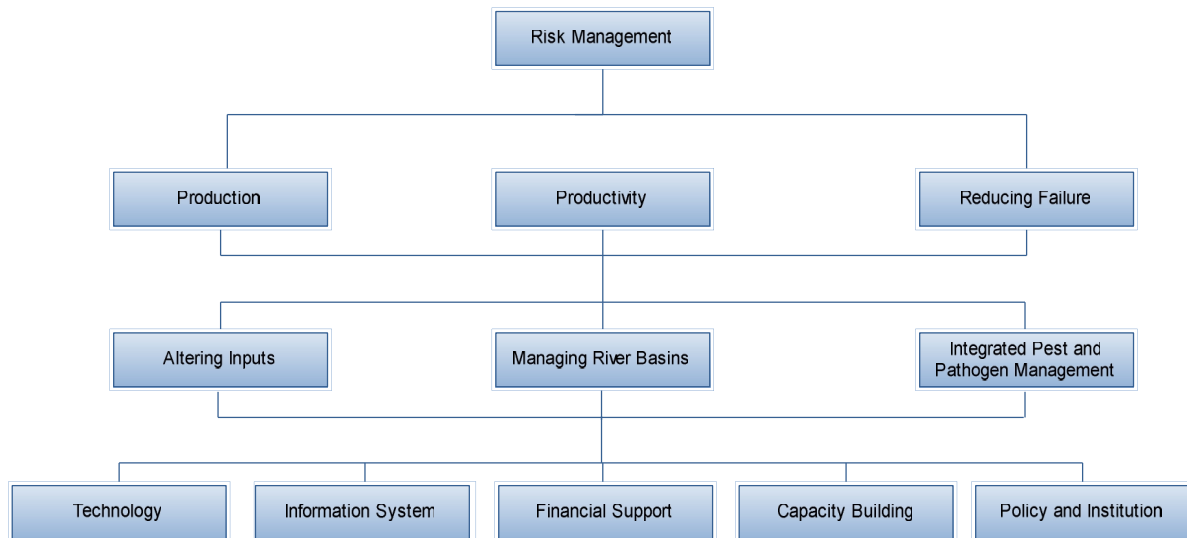 Risk Management
Production
Productivity
Reducing Failure
Altering Inputs
Managing River Basins
Integrated Pest and
Pathogen Management
Technology
Information System
Financial Support
Capacity Building
Policy and Institution